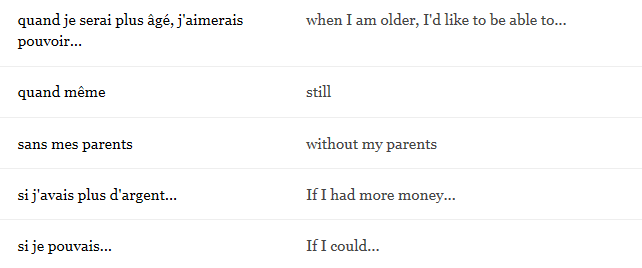 quand je serai plus âgé, j'aimerais
pouvoir...
when I am older, I'd like to be able to...
quand même
still
sans mes parents
without my parents
si j'avais plus d'argent...
If I had more money...
si je pouvais...
If I could...